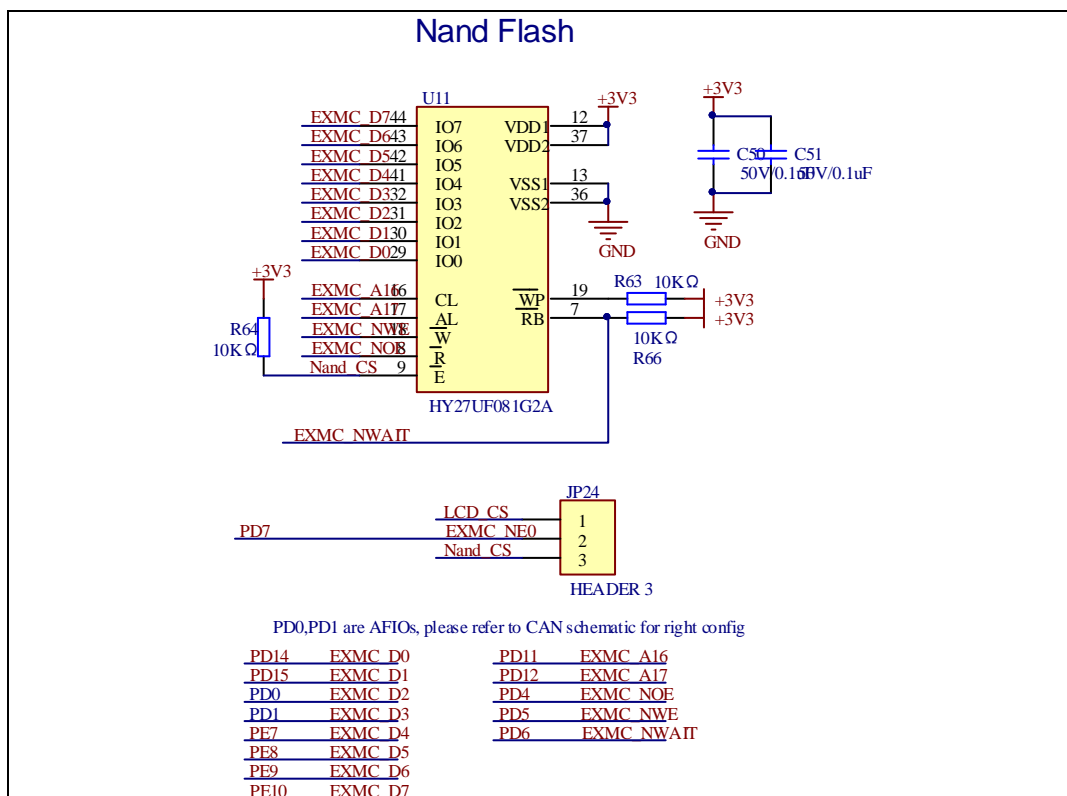 Nand Flash
U11
EXMC_D7 44 IO7 VDD1 12 +3V3
EXMC_D6 43 IO6 VDD2 37
EXMC_D5 42 IO5
EXMC_D4 41 IO4 VSS1 13
EXMC_D3 32 IO3 VSS2 36
EXMC_D2 31 IO2
EXMC_D1 30 IO1 GND
EXMC_D0 29 IO0
+3V3
C50 C51
50V/0.1uF 50V/0.1uF
GND
+3V3
R64
10KΩ
EXMC_A16 16 CL WP 19 R63 10KΩ +3V3
EXMC_A17 17 AL RB 7 +3V3
10KΩ
R66
EXMC_NWE 18 W
EXMC_NOE 8 R
Nand_CS 9 E
HY27UF081G2A
EXMC_NWAIT
JP24
LCD_CS 1
PD7 EXMC_NE0 2
Nand_CS 3
HEADER 3
PD0,PD1 are AFIOs, please refer to CAN schematic for right config
PD14 EXMC_D0
PD15 EXMC_D1
PD0 EXMC_D2
PD1 EXMC_D3
PE7 EXMC_D4
PE8 EXMC_D5
PE9 EXMC_D6
PE10 EXMC_D7
PD11 EXMC_A16
PD12 EXMC_A17
PD4 EXMC_NOE
PD5 EXMC_NWE
PD6 EXMC_NWAIT